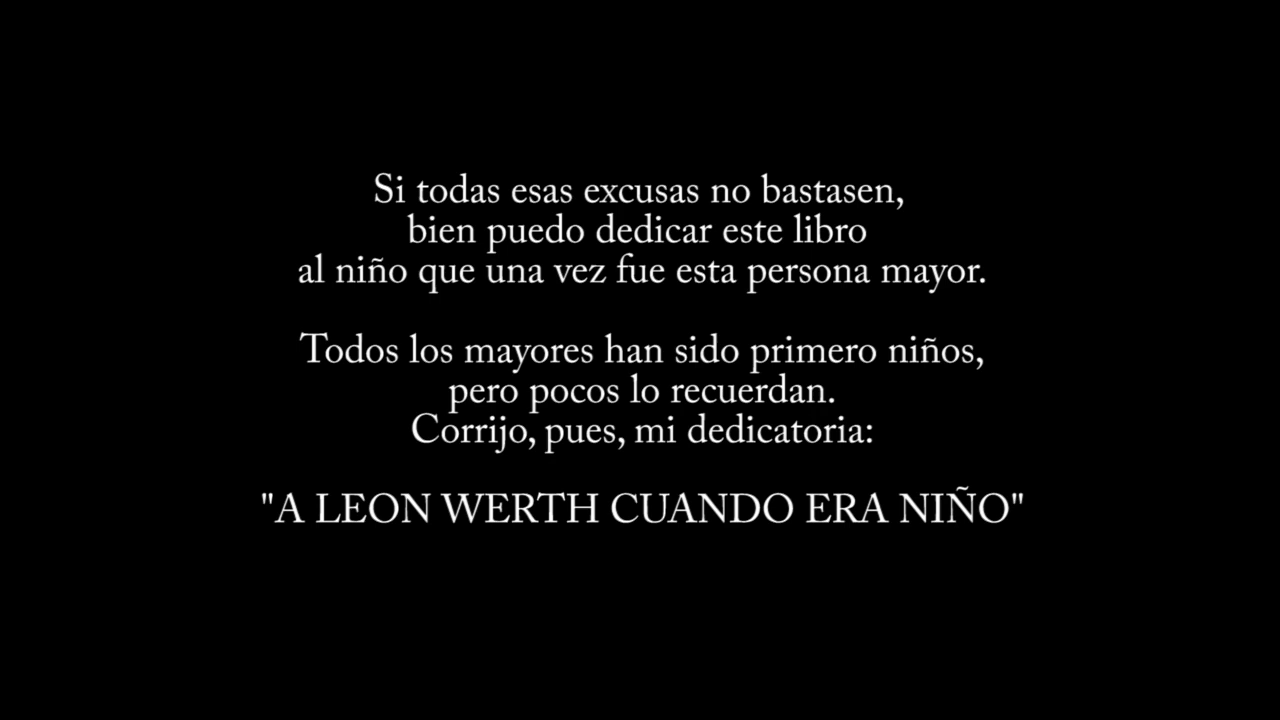 Si todas esas excusas no bastasen,
bien puedo dedicar este libro
al niño que una vez fue esta persona mayor.
Todos los mayores han sido primero niños,
pero pocos lo recuerdan.
Corrijo, pues, mi dedicatoria:
"A LEON WERTH CUANDO ERA NIÑO"